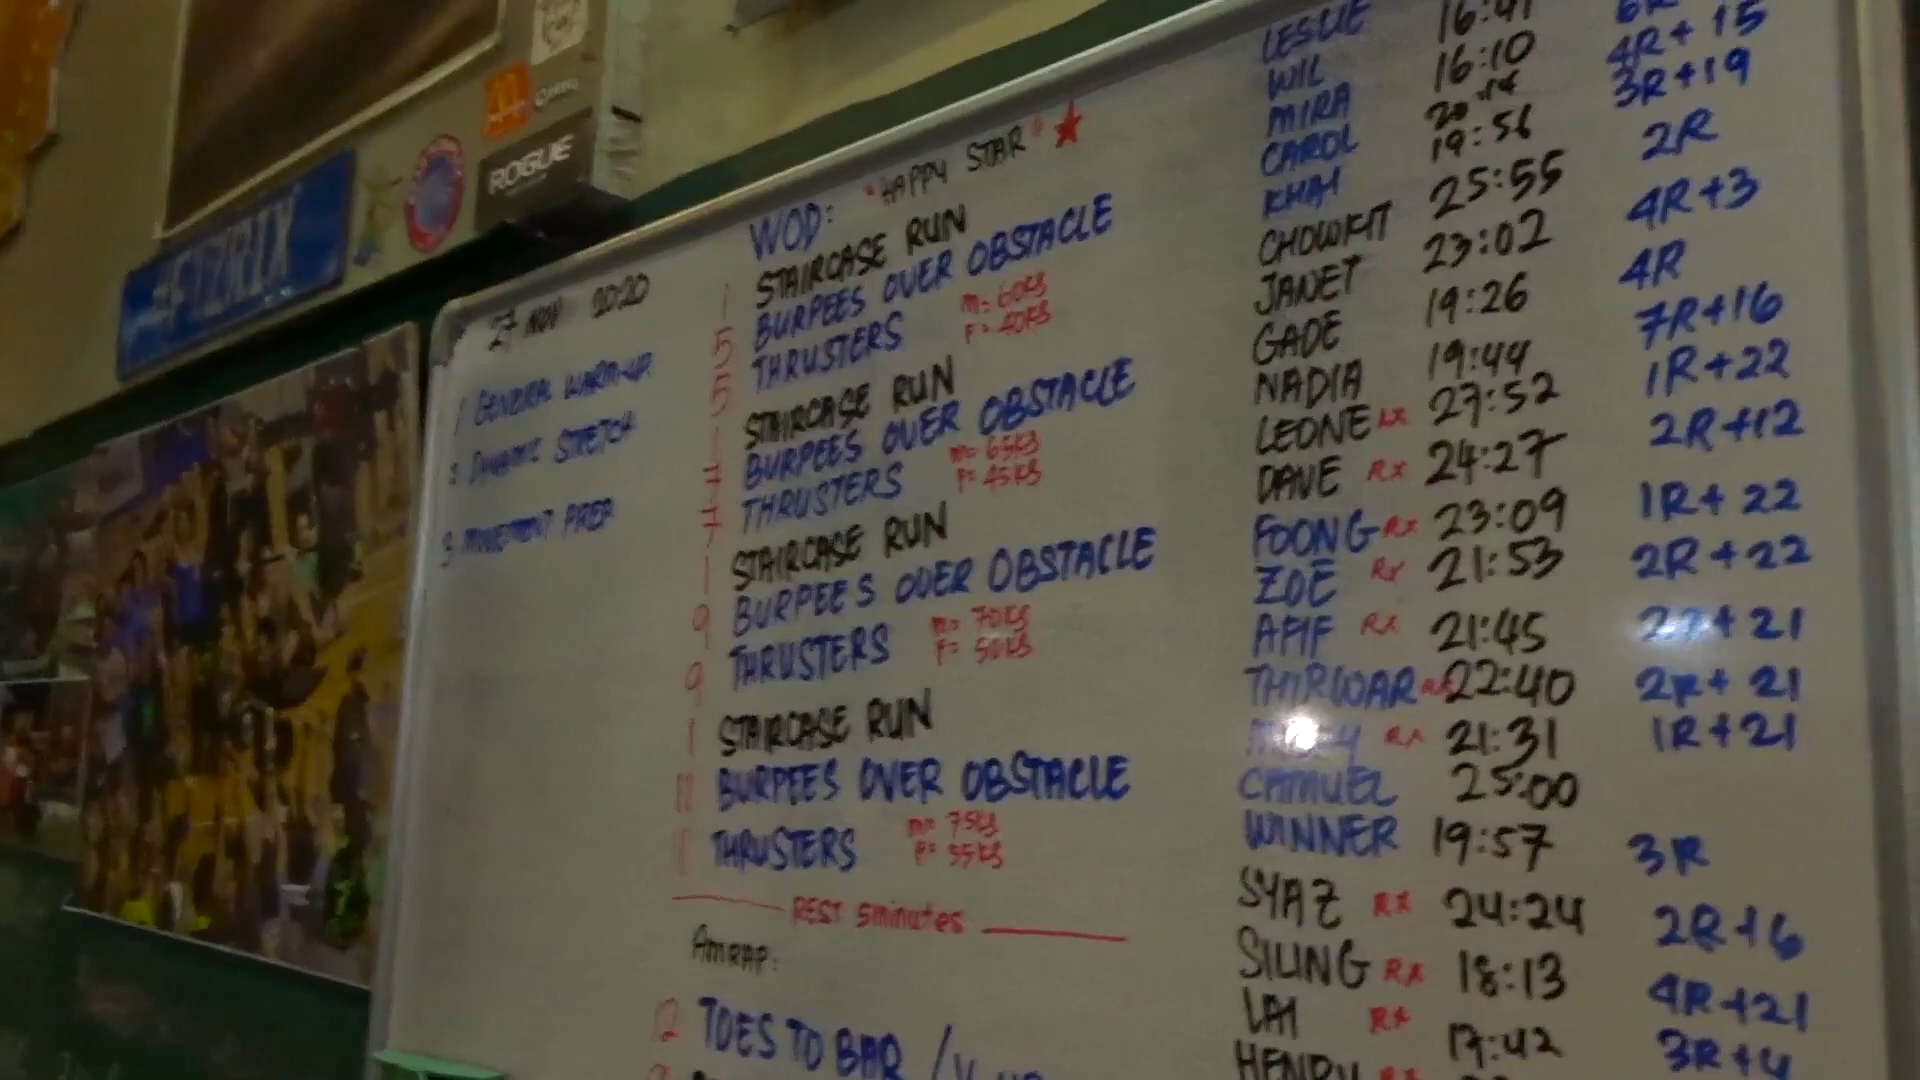 ROGUE
27 NOV 2020
1 GENERAL WARM-UP
2 DYNAMIC STRETCH
3 MOVEMENT PREP
WOD: "HAPPY STAR"
1 STAIRCASE RUN
5 BURPEES OVER OBSTACLE
5 THRUSTERS M= 60KG F= 40KG
1 STAIRCASE RUN
7 BURPEES OVER OBSTACLE
7 THRUSTERS M= 65KG F= 45KG
1 STAIRCASE RUN
9 BURPEES OVER OBSTACLE
9 THRUSTERS M= 70KG F= 50KG
1 STAIRCASE RUN
11 BURPEES OVER OBSTACLE
11 THRUSTERS M= 75KG F= 55KG
REST 5minutes
AMRAP:
12 TOES TO BAR /
LESLIE 16:41 6R
WIL 16:10 4R+15
MIRA 3R+19
CAROL 19:56
KHAI 25:55 2R
CHOWKIT 23:02 4R+3
JANET 19:26 4R
GADE 19:44 7R+16
NADIA 27:52 1R+22
LEONE RX 24:27 2R+12
DAVE RX 23:09 1R+22
FOONG RX 21:53 2R+22
ZOE RX 21:45 +21
AFIF RX 22:40 2R+21
THIRWAR RX 21:31 1R+21
RX 25:00
CAMUEL 19:57 3R
WINNER 24:24 2R+6
SYAZ RX 18:13 4R+21
SILING RX 17:42 3R+4
LAI RX
HENRY